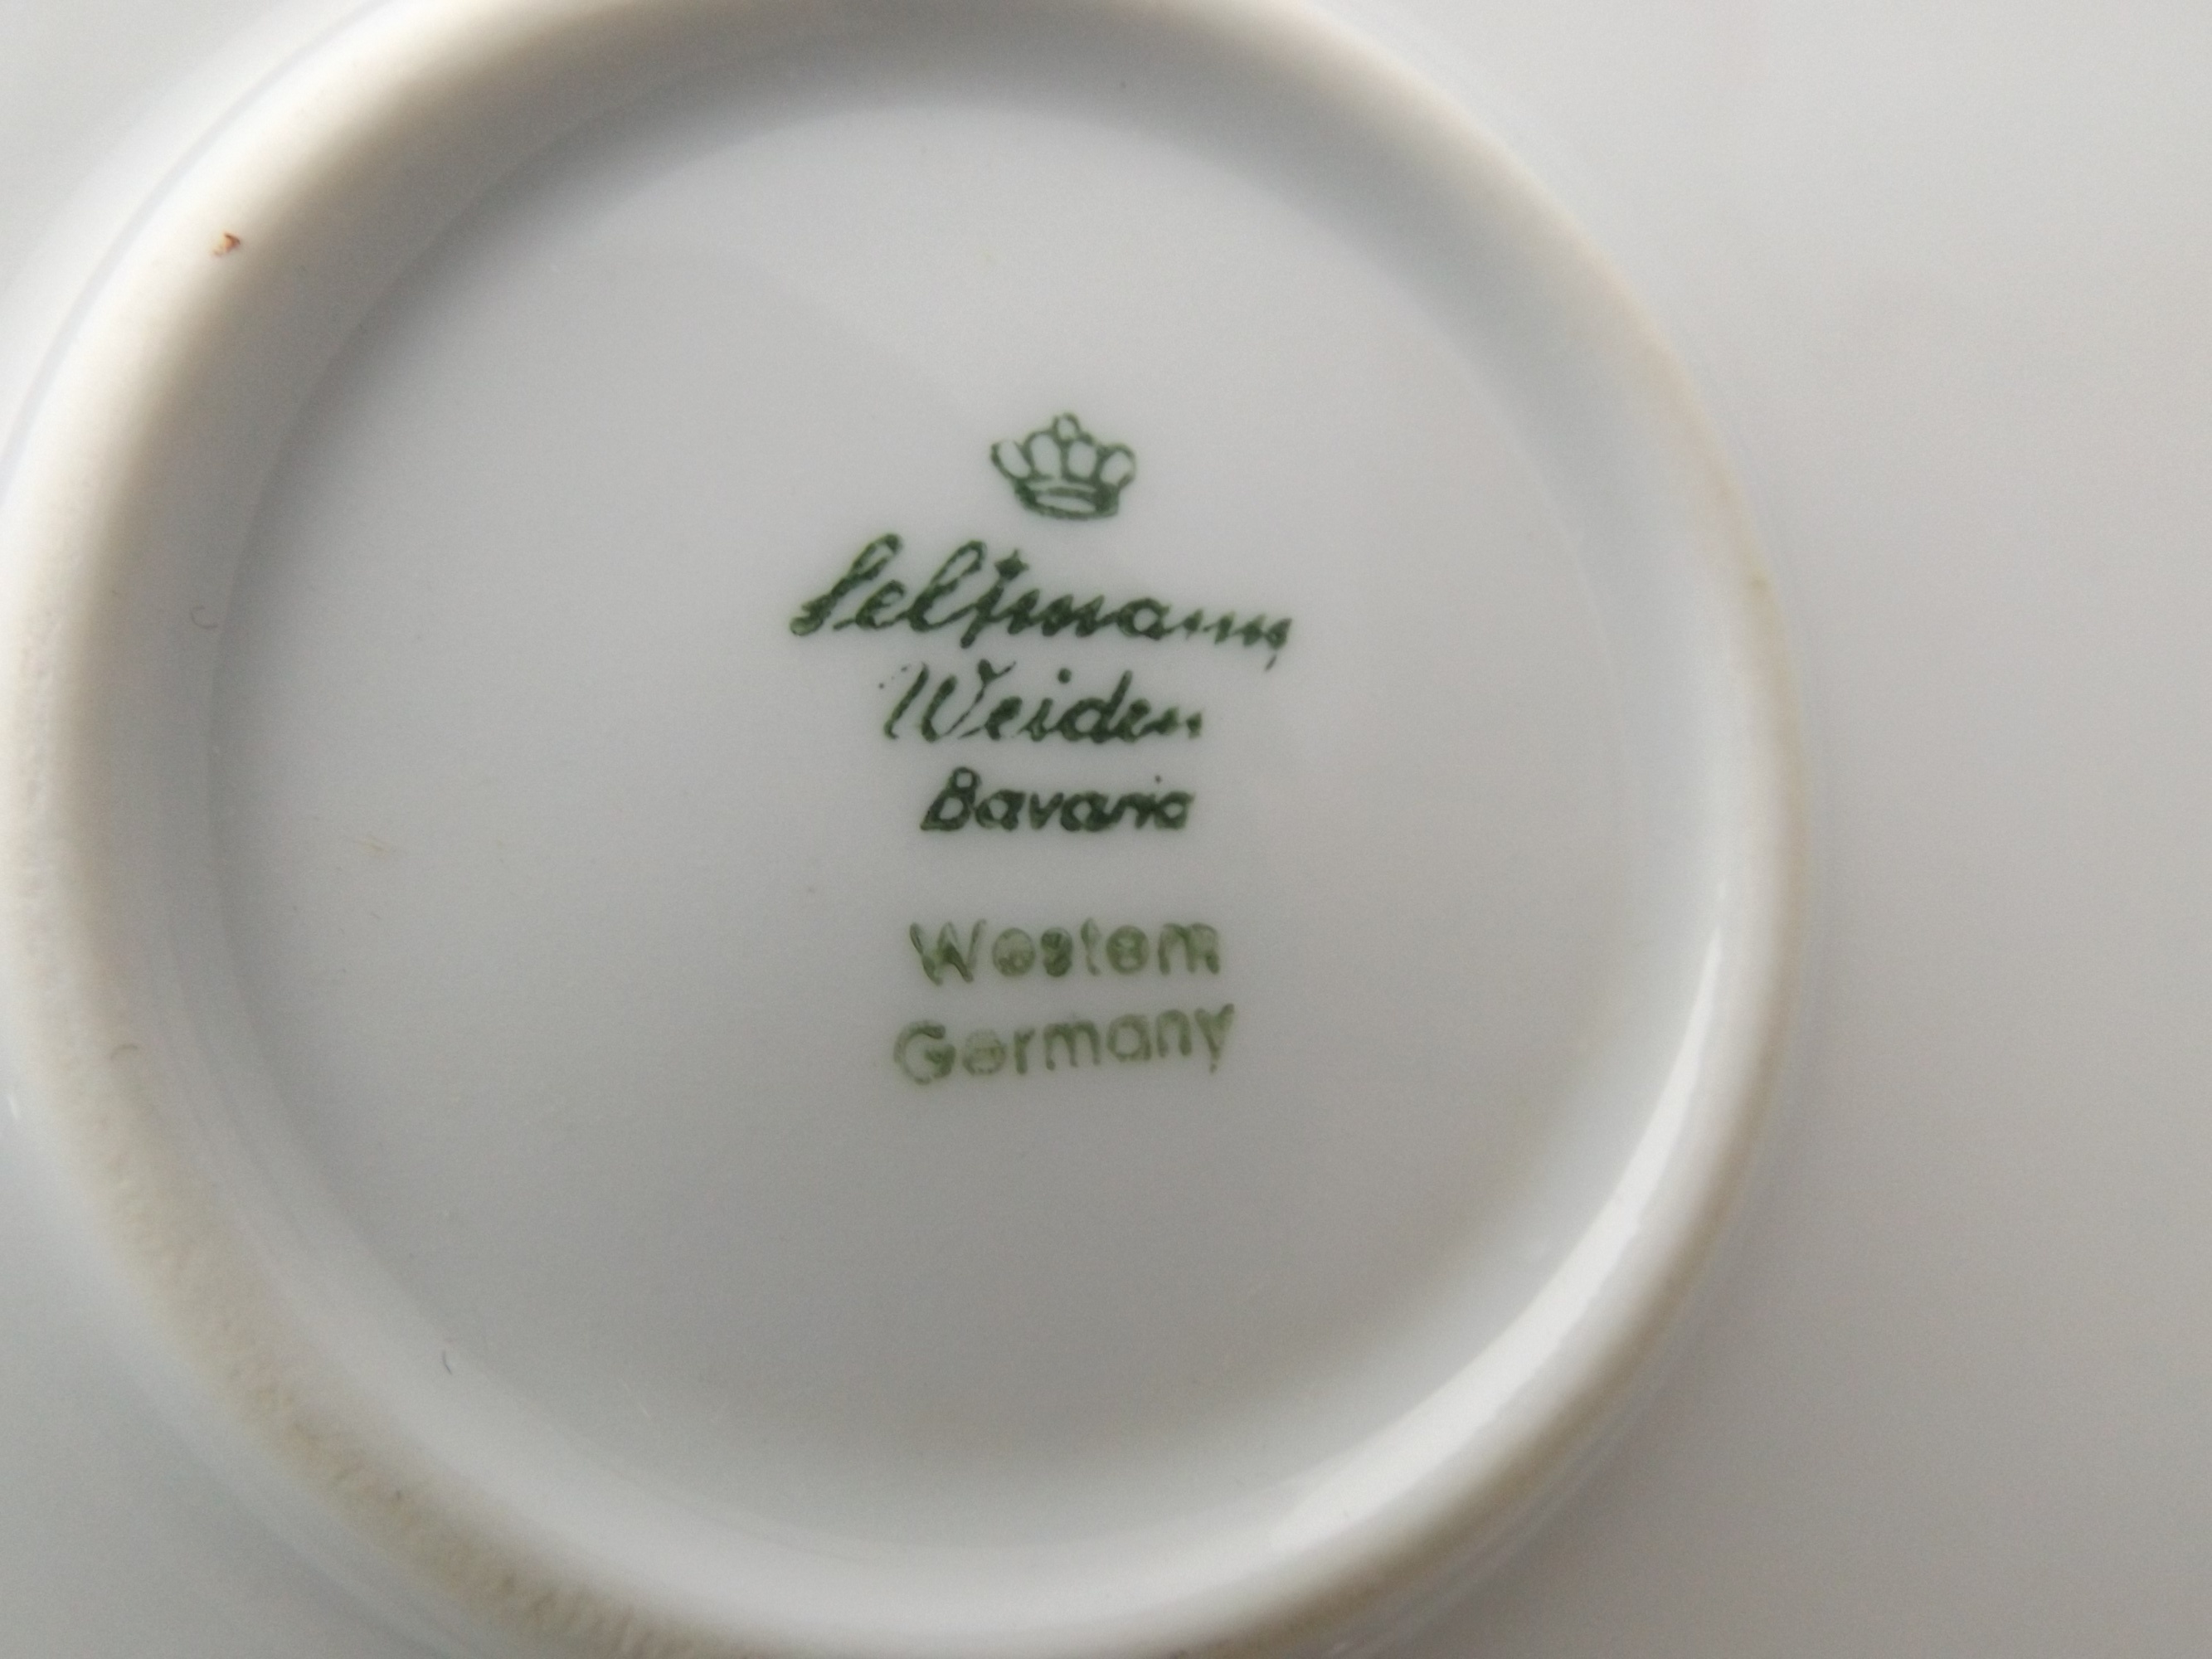 Seltmann
Weiden
Bavaria
Western
Germany